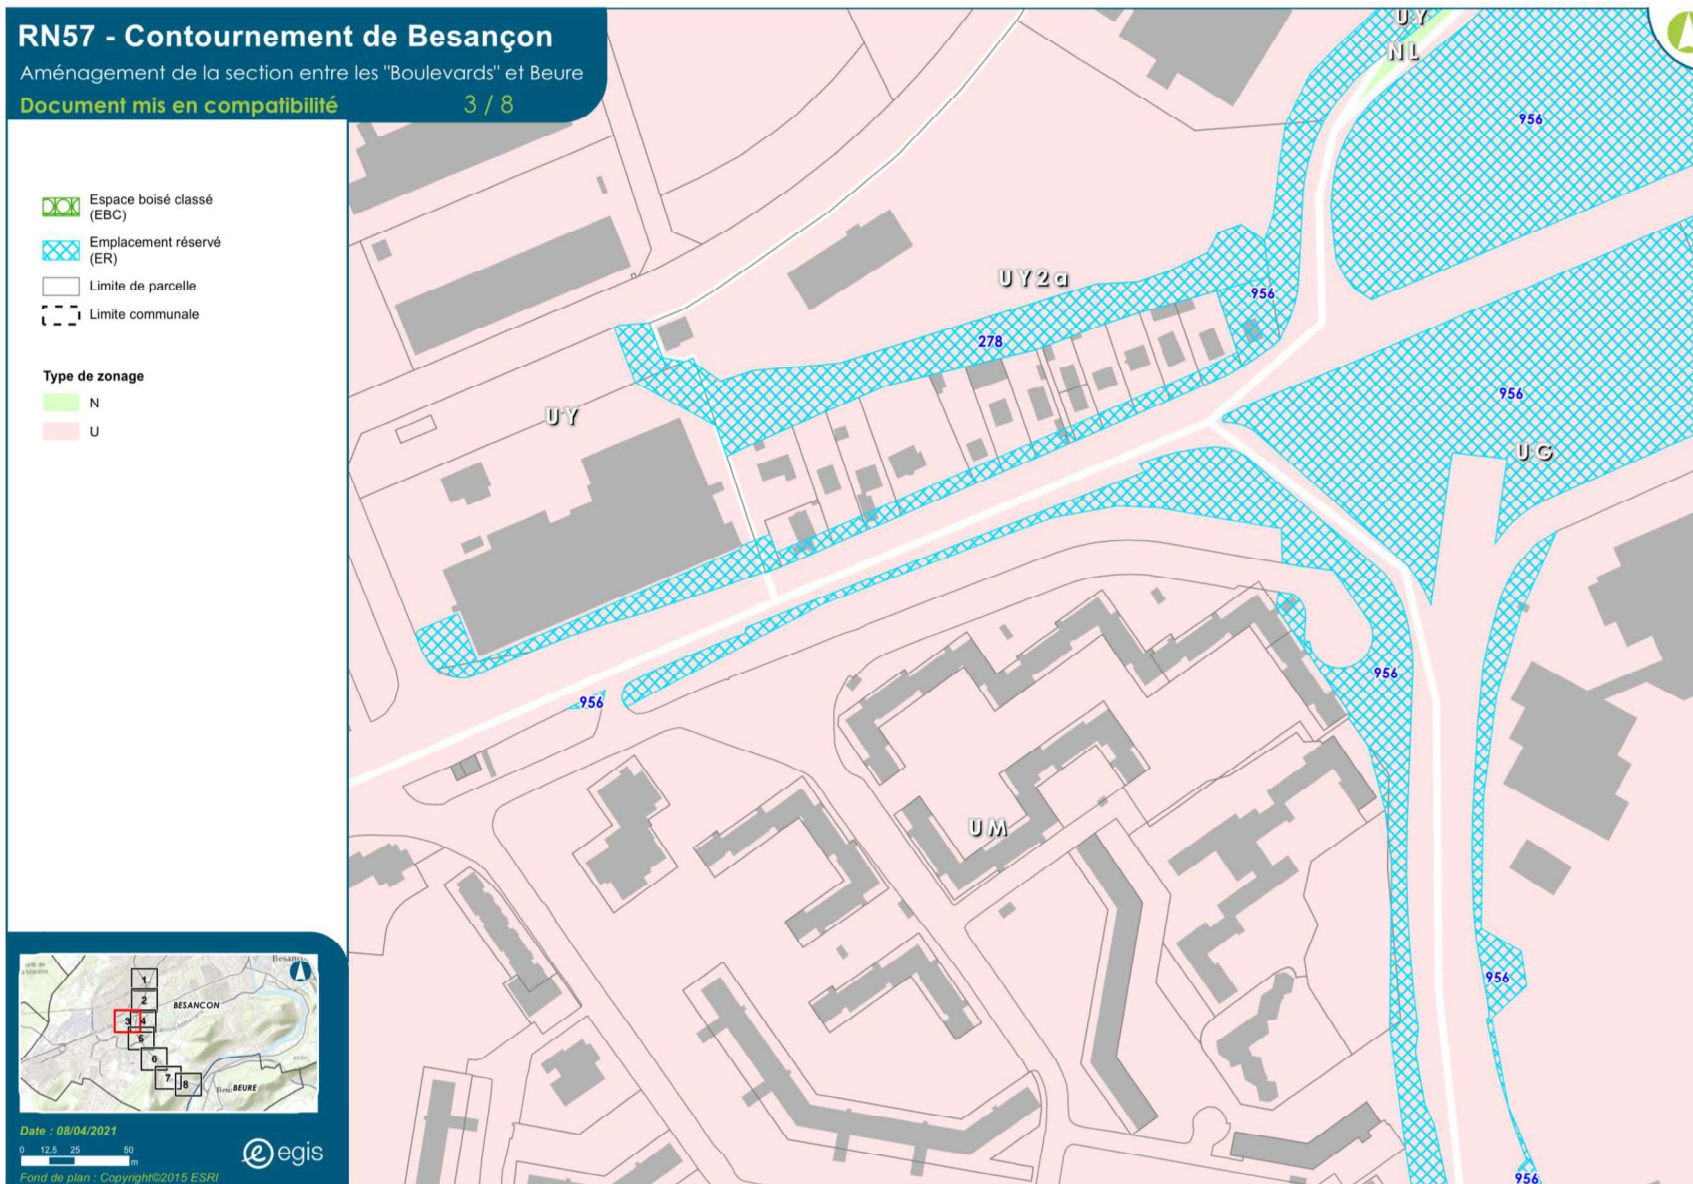 RN57 - Contournement de Besançon
Aménagement de la section entre les "Boulevards" et Beure
Document mis en compatibilité 3 / 8
Espace boisé classé
(EBC)
Emplacement réservé
(ER)
Limite de parcelle
Limite communale
Type de zonage
N
U
UY
NL
956
UY2a
956
278
956
UY
UG
956
956
UM
956
956
Besançon
1
2
BESANCON
3
4
5
6
7
8
BEURE
Date : 08/04/2021
0 12,5 25 50
m
egis
Fond de plan : Copyright©2015 ESRI